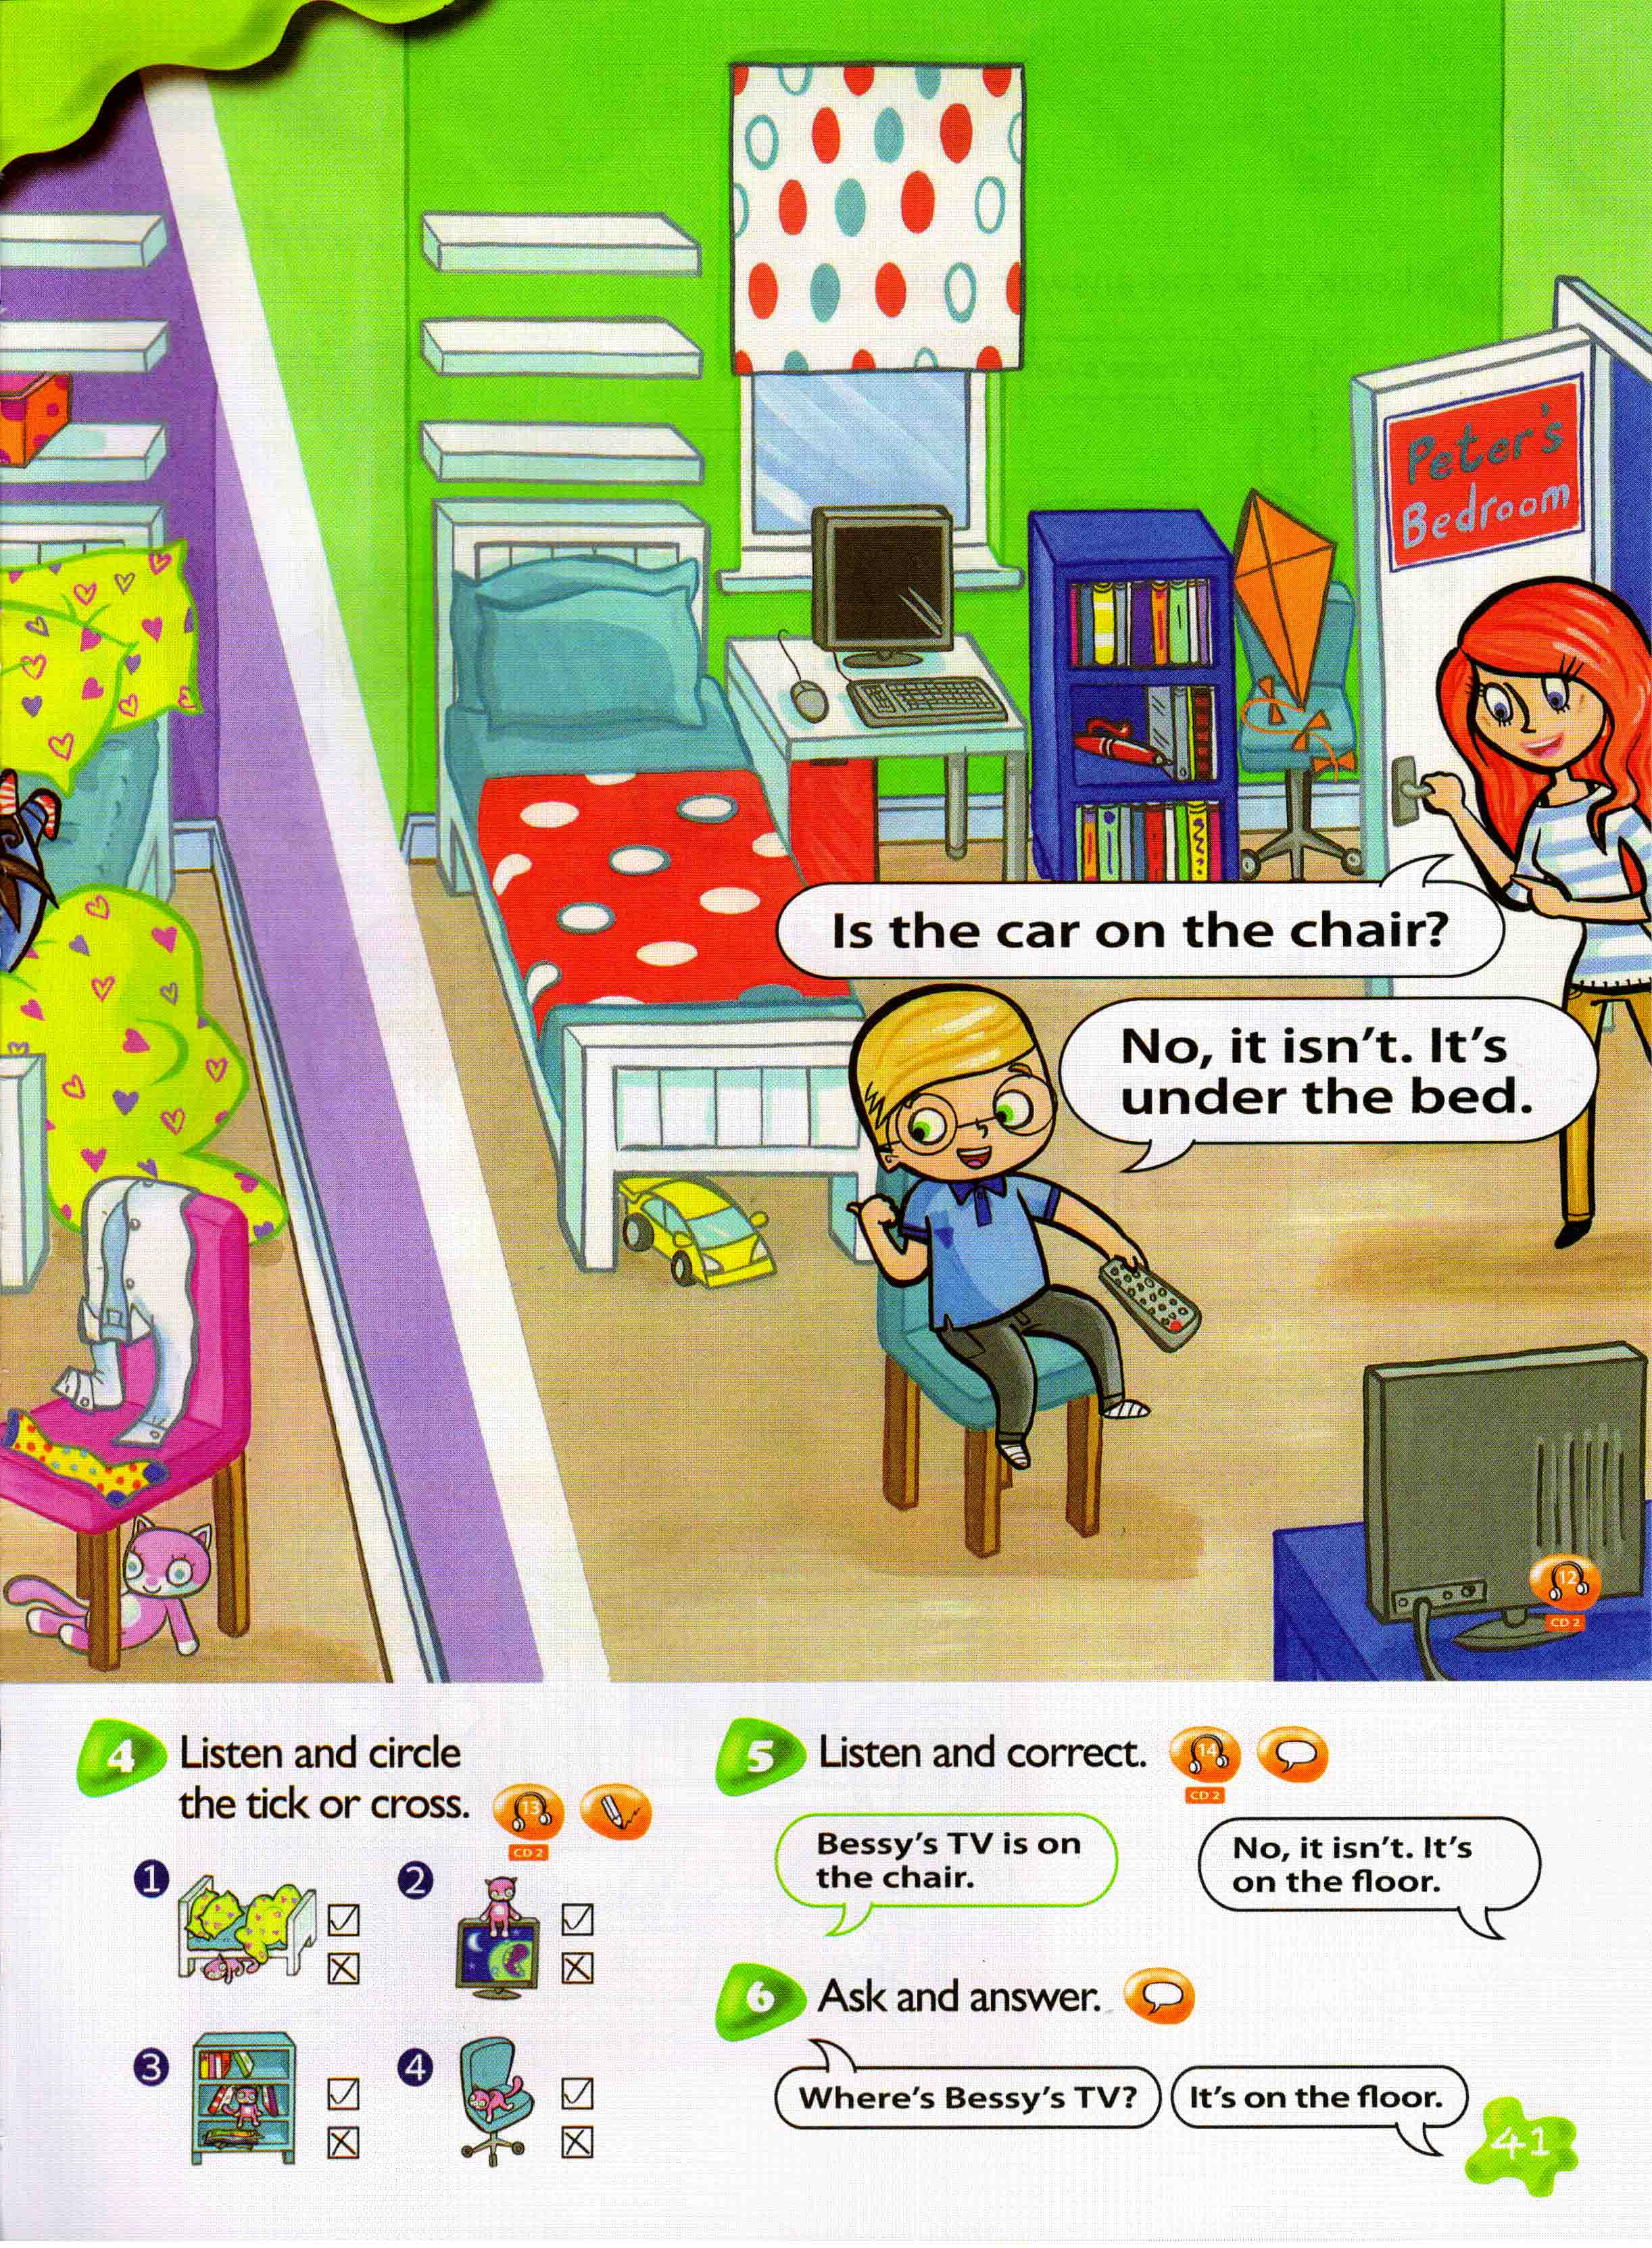 Peter's
Bedroom
Is the car on the chair?
No, it isn't. It's
under the bed.
12
CD 2
4 Listen and circle
the tick or cross.
13
CD 2
1
2
3
4
5 Listen and correct.
14
CD 2
Bessy's TV is on
the chair.
No, it isn't. It's
on the floor.
6 Ask and answer.
Where's Bessy's TV?
It's on the floor.
41